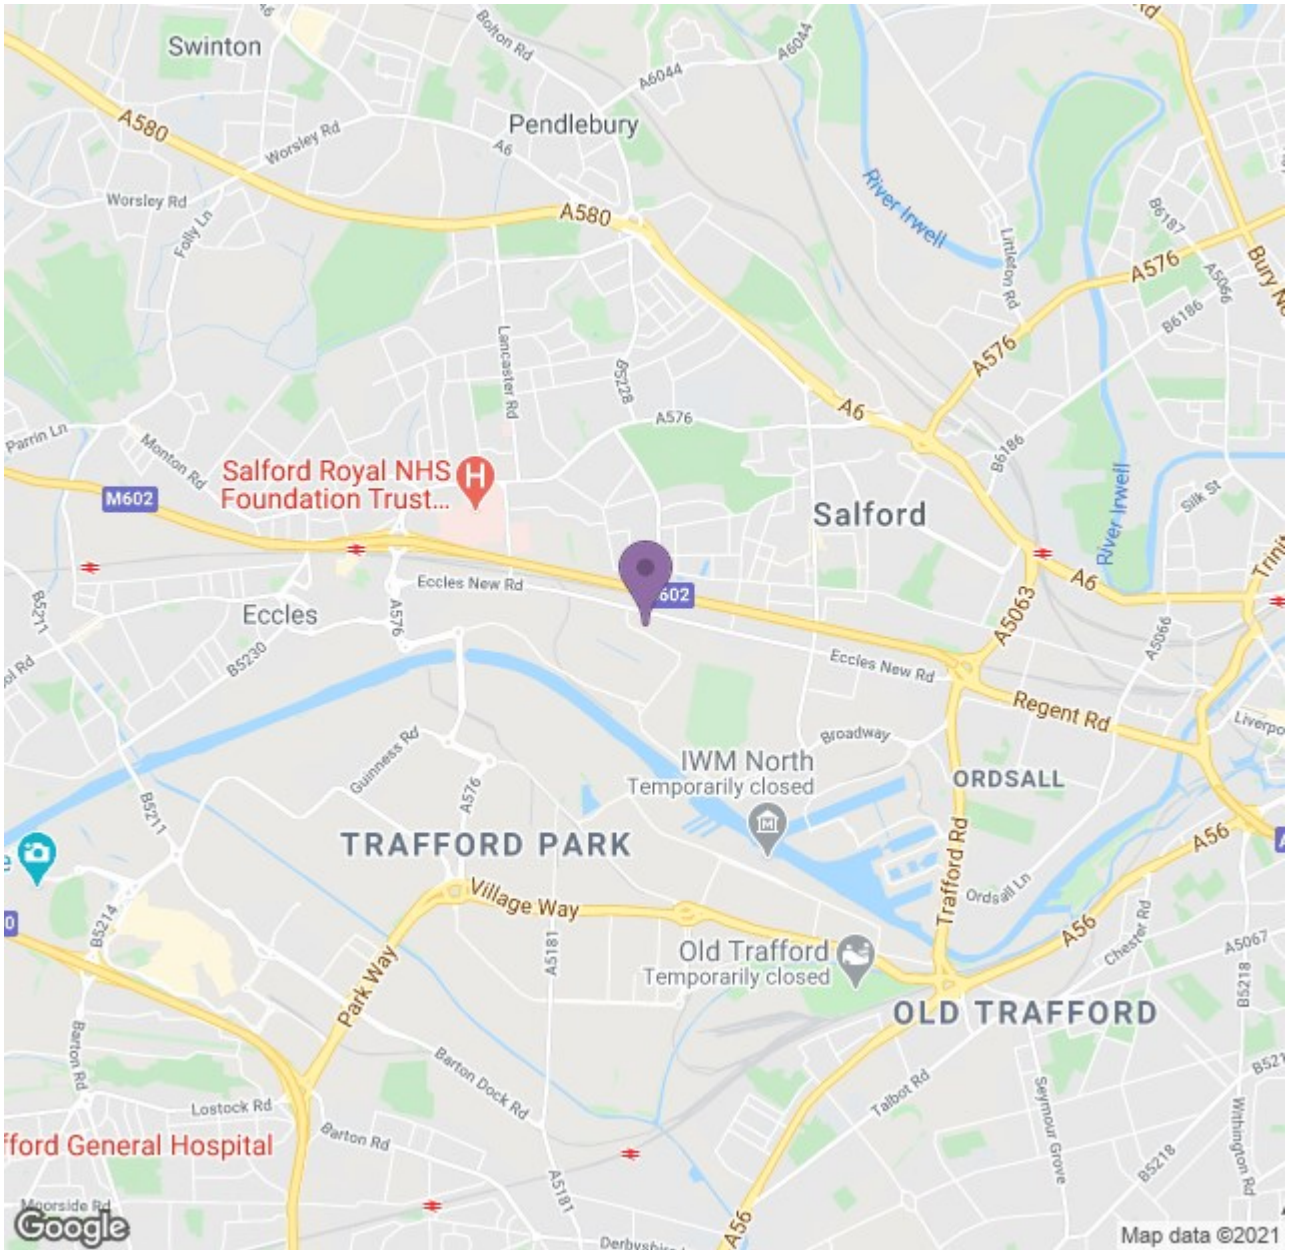 Swinton
Bolton Rd
A6044
A6044
A580
Worsley Rd
Pendlebury
A6
Worsley Rd
Folly Ln
A580
River Irwell
Littleton Rd
B6187
A5066
A576
Bury
B6186
A576
Lancaster Rd
B5228
A576
A6
Parrin Ln
Monton Rd
Salford Royal NHS
Foundation Trust...
M602
B6186
Salford
River Irwell
Silk St
Eccles New Rd
602
A6
B5211
Eccles
A576
A5063
A5066
B5230
Eccles New Rd
Regent Rd
Guinness Rd
Broadway
IWM North
Temporarily closed
ORDSALL
A576
B5211
TRAFFORD PARK
Trafford Rd
A56
Ordsall Ln
Village Way
B5214
A5181
Old Trafford
Temporarily closed
A56
Chester Rd
A5067
B5218
Park Way
OLD TRAFFORD
Barton Rd
Barton Dock Rd
Talbot Rd
Seymour Grove
Lostock Rd
Barton Rd
fford General Hospital
B5218
Withington Rd
A5181
Moorside Rd
Google
A56
Map data ©2021